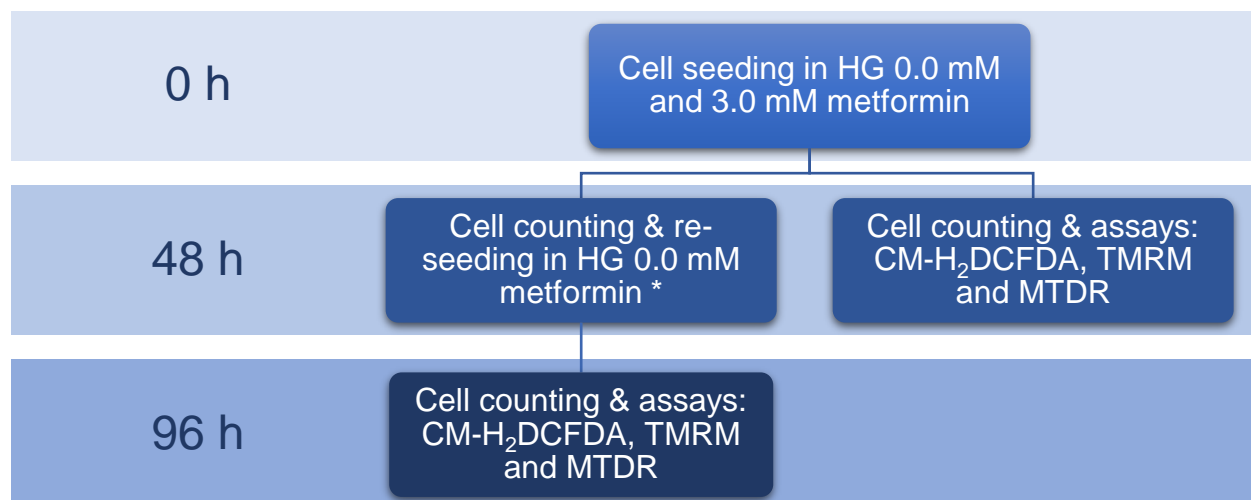 0 h
Cell seeding in HG 0.0 mM
and 3.0 mM metformin
48 h
Cell counting & re-
seeding in HG 0.0 mM
metformin *
Cell counting & assays:
CM-H₂DCFDA, TMRM
and MTDR
96 h
Cell counting & assays:
CM-H₂DCFDA, TMRM
and MTDR